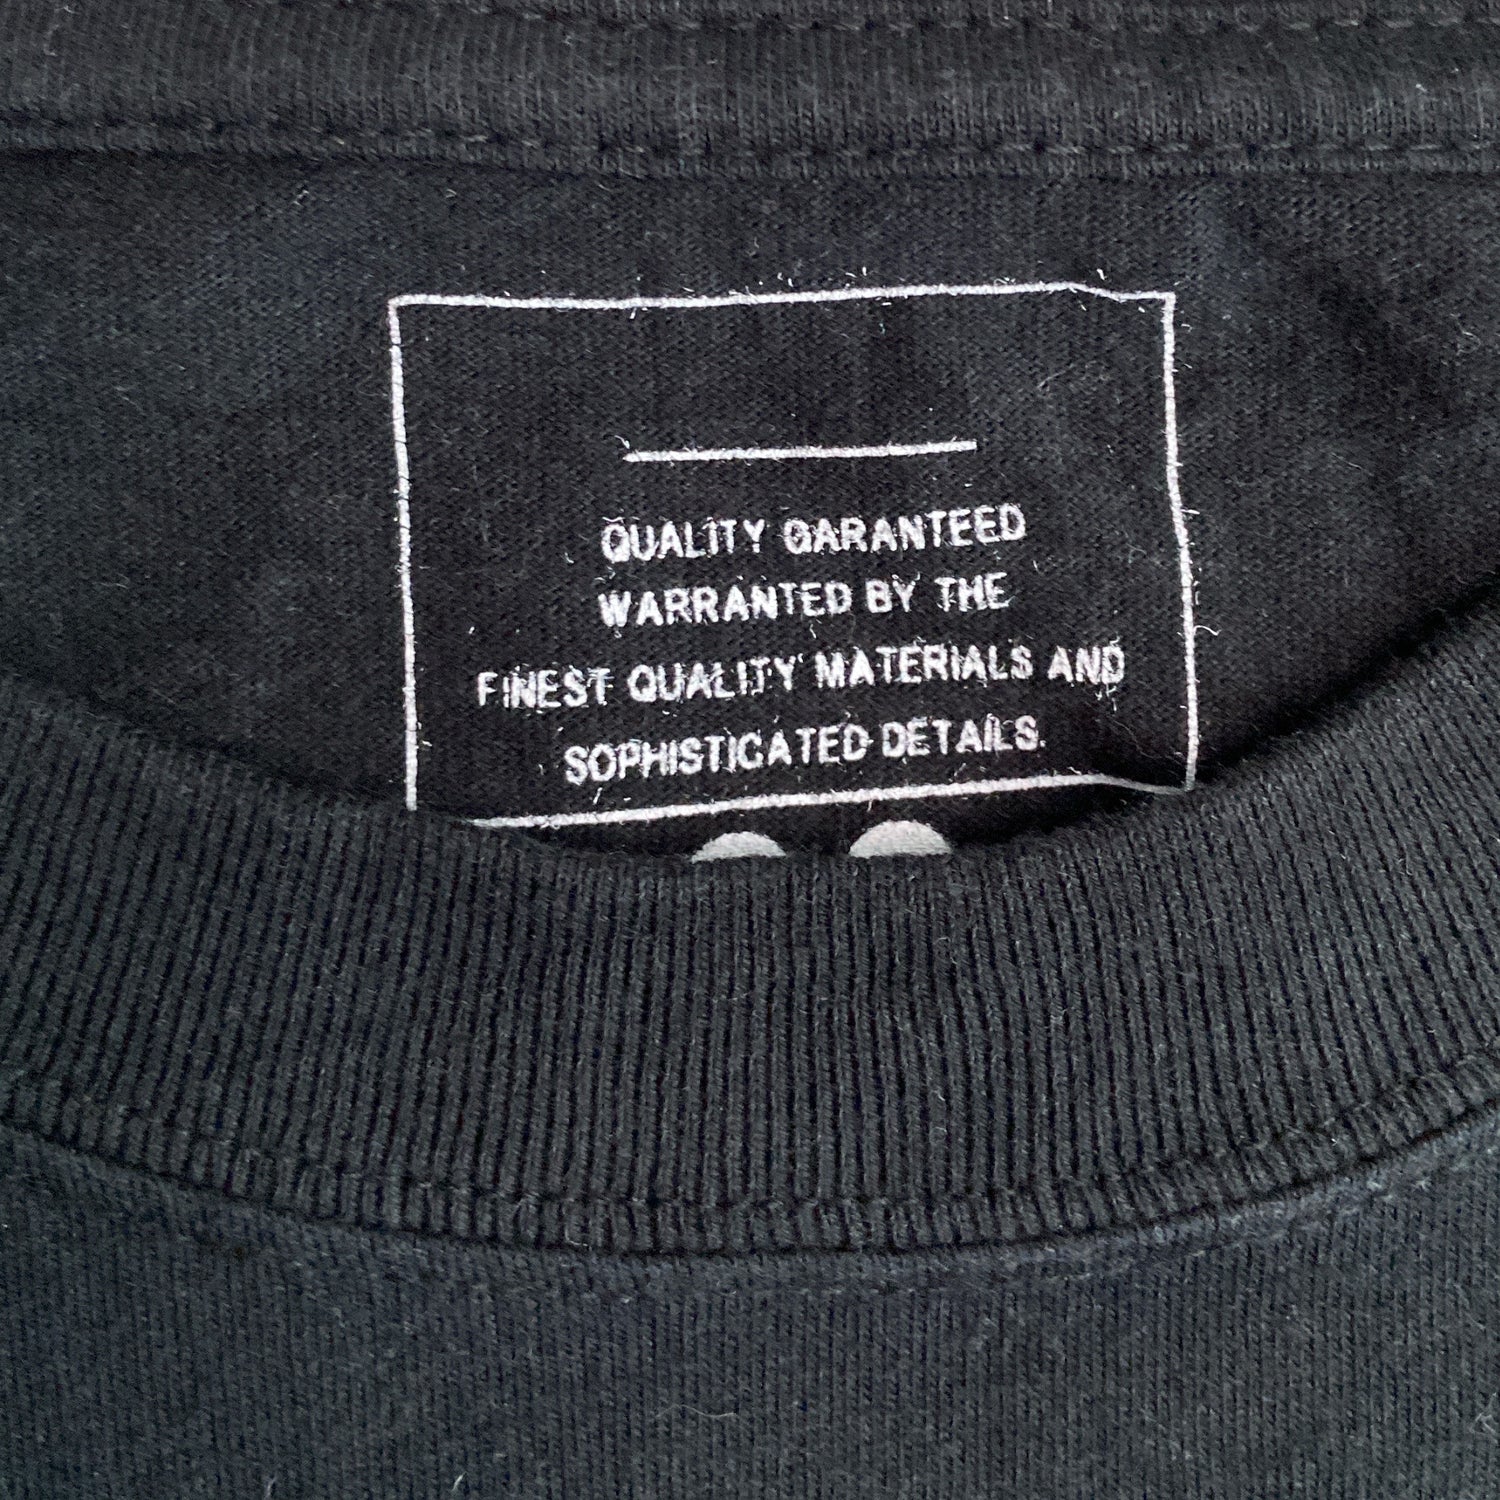 QUALITY GARANTEED
WARRANTED BY THE
FINEST QUALITY MATERIALS AND
SOPHISTICATED DETAILS.